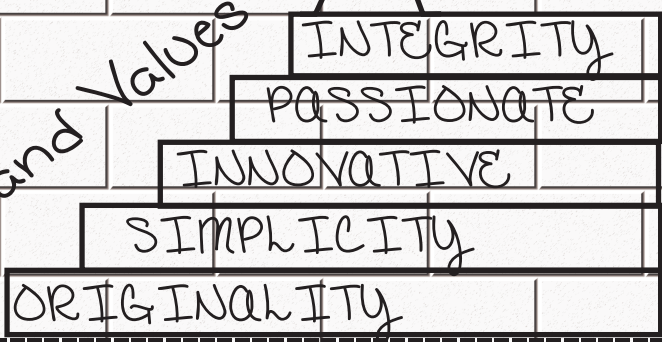 and Values
INTEGRITY
PASSIONATE
INNOVATIVE
SIMPLICITY
ORIGINALITY